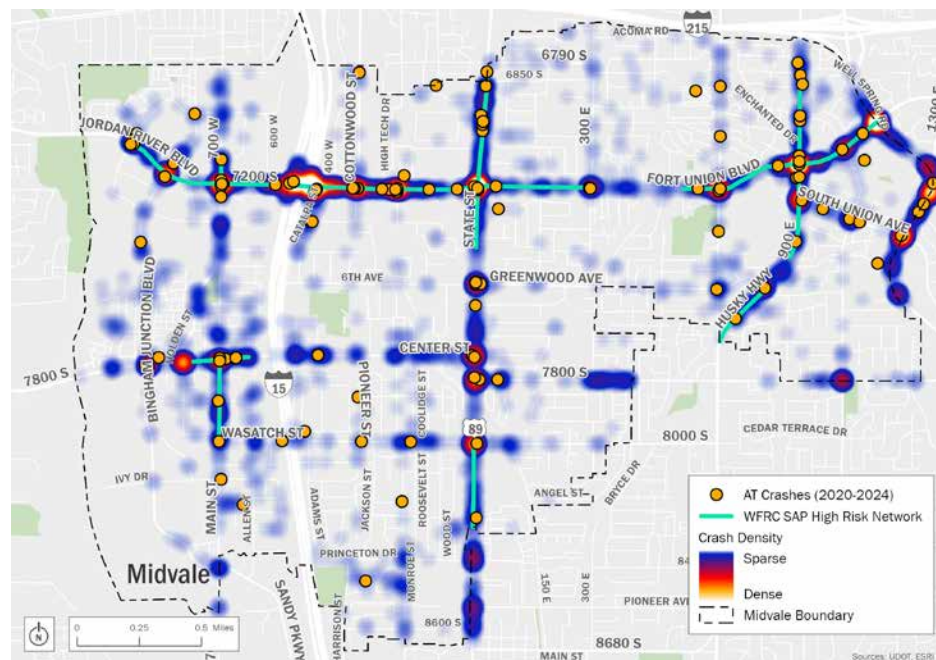 215
ACOMA RD
6790 S
6850 S
WELL SPRING RD
1300 E
JORDAN RIVER BLVD
700 W
600 W
400 W
COTTONWOOD ST
HIGH TECH DR
300 E
ENCHANTED DR
7200 S
FORT UNION BLVD
STATE ST
SOUTH UNION AVE
900 E
6TH AVE
GREENWOOD AVE
HUSKY HWY
BINGHAM JUNCTION BLVD
HOLDEN ST
CENTER ST
7800 S
7800 S
15
PIONEER ST
COOLIDGE ST
89
WASATCH ST
8000 S
CEDAR TERRACE DR
IVY DR
MAIN ST
ALLEN ST
ADAMS ST
JACKSON ST
ROOSEVELT ST
WOOD ST
ANGEL ST
BRYCE DR
PRINCETON DR
MONROE ST
150 E
300 E
PIONEER AVE
Midvale
SANDY PKWY
HARRISON ST
8600 S
8680 S
MAIN ST
AT Crashes (2020-2024)
WFRC SAP High Risk Network
Crash Density
Sparse
Dense
Midvale Boundary
N
0 0.25 0.5 Miles
Sources: UDOT, ESRI